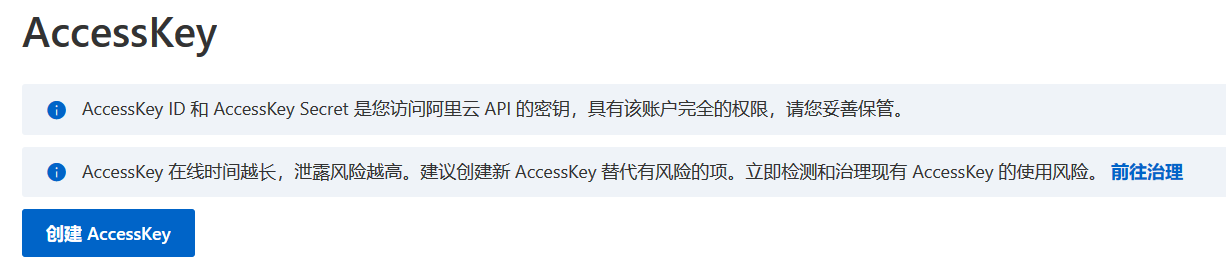 AccessKey
AccessKey ID 和 AccessKey Secret 是您访问阿里云 API 的密钥，具有该账户完全的权限，请您妥善保管。
AccessKey 在线时间越长，泄露风险越高。建议创建新 AccessKey 替代有风险的项。立即检测和治理现有 AccessKey 的使用风险。 前往治理
创建 AccessKey